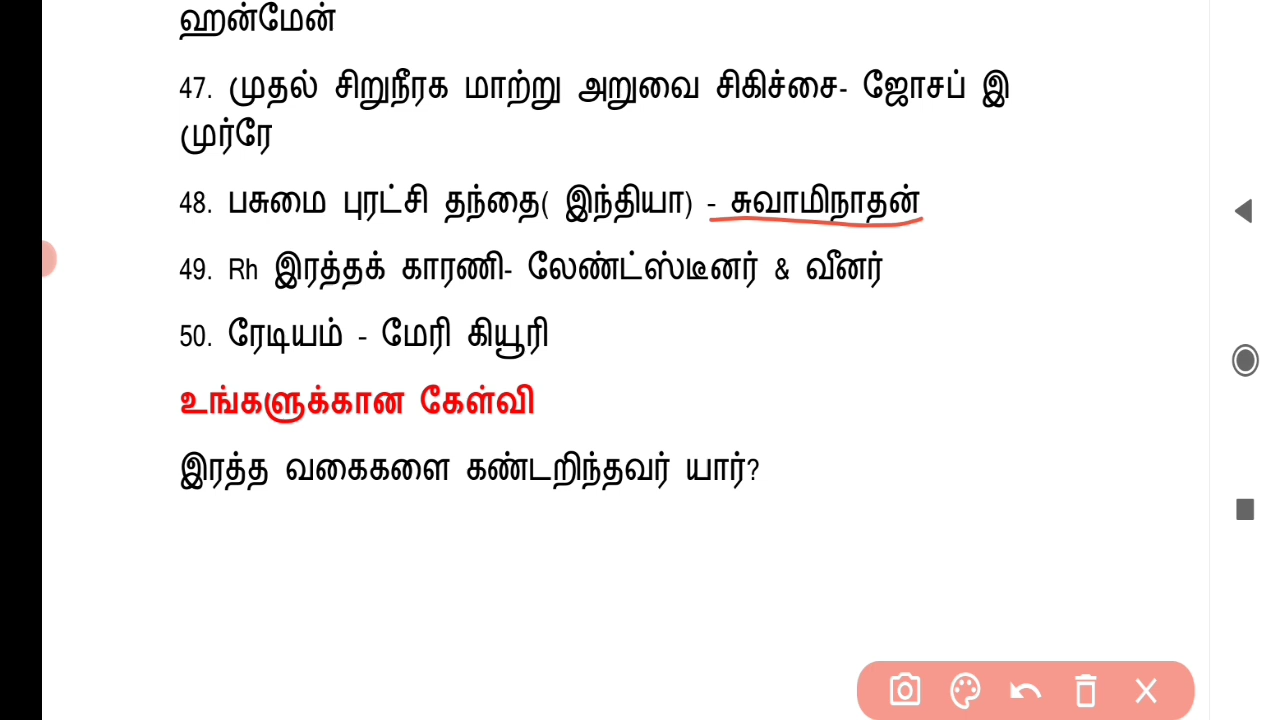 ஹன்மேன்
47. முதல் சிறுநீரக மாற்று அறுவை சிகிச்சை- ஜோசப் இ
முர்ரே
48. பசுமை புரட்சி தந்தை( இந்தியா) - சுவாமிநாதன்
49. Rh இரத்தக் காரணி- லேண்ட்ஸ்டீனர் & வீனர்
50. ரேடியம் - மேரி கியூரி
உங்களுக்கான கேள்வி
இரத்த வகைகளை கண்டறிந்தவர் யார்?